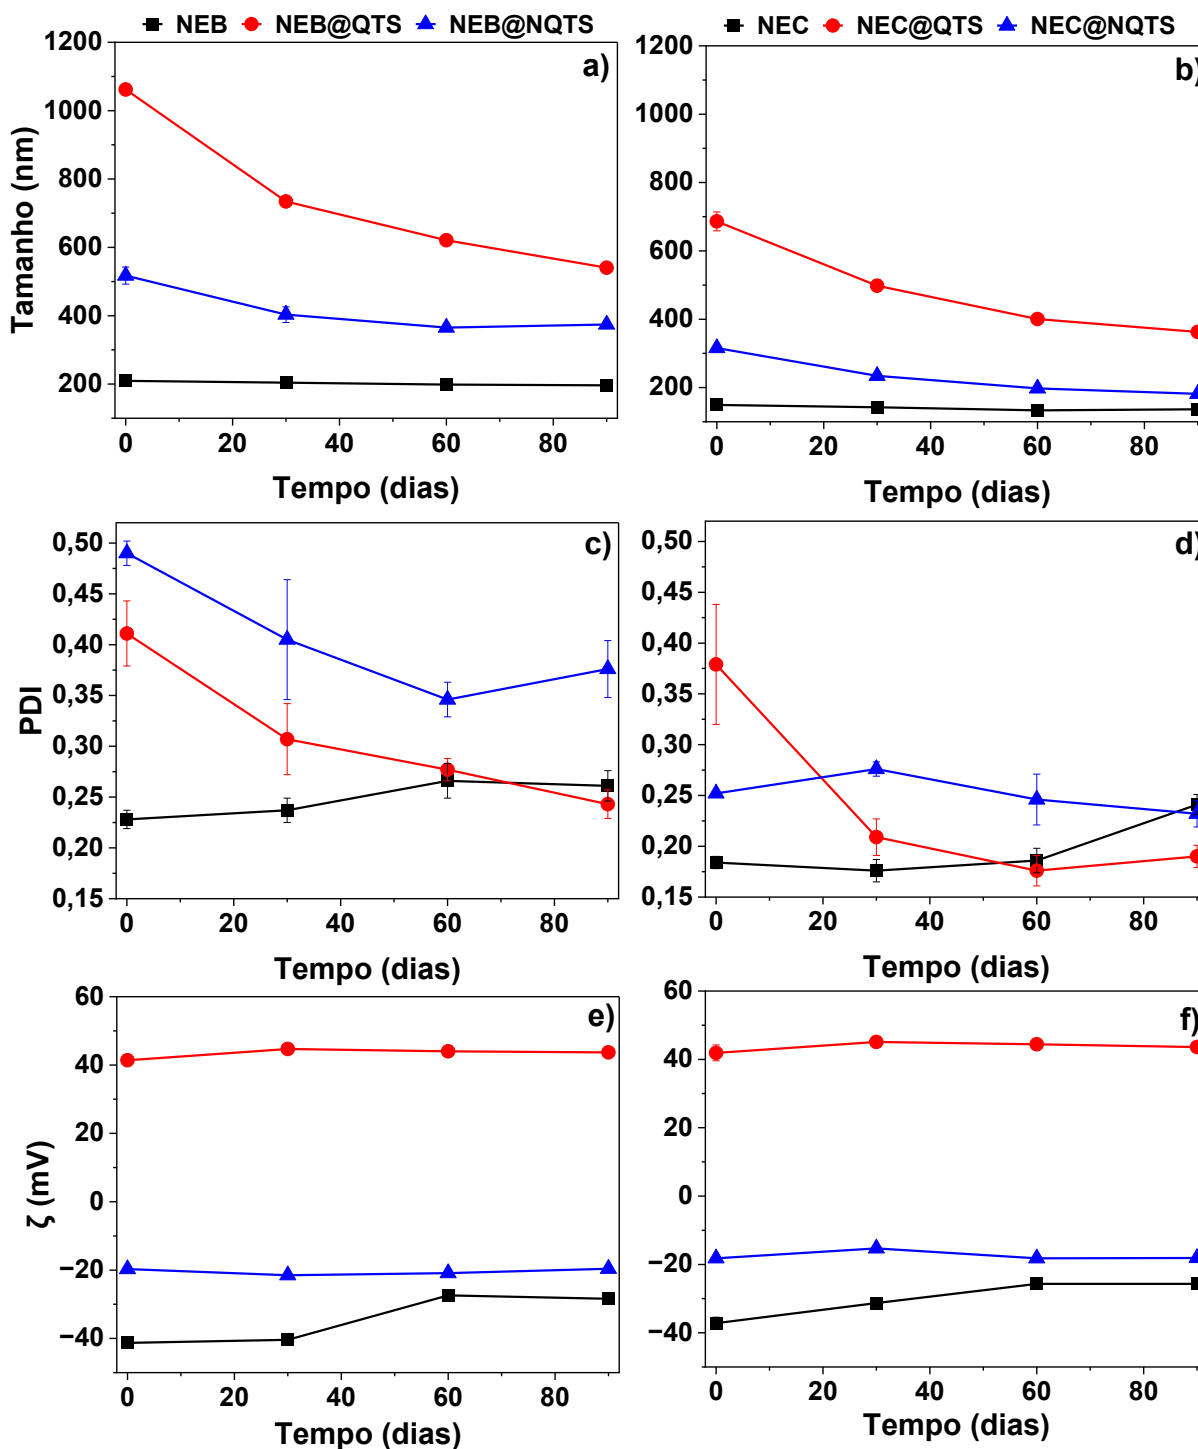 NEB NEB@QTS NEB@NQTS
NEC NEC@QTS NEC@NQTS
a)
1200
1000
800
600
400
200
Tamanho (nm)
0 20 40 60 80
Tempo (dias)
b)
1200
1000
800
600
400
200
0 20 40 60 80
Tempo (dias)
c)
0,50
0,45
0,40
0,35
0,30
0,25
0,20
0,15
PDI
0 20 40 60 80
Tempo (dias)
d)
0,50
0,45
0,40
0,35
0,30
0,25
0,20
0,15
0 20 40 60 80
Tempo (dias)
e)
60
40
20
0
−20
−40
ζ (mV)
0 20 40 60 80
Tempo (dias)
f)
60
40
20
0
−20
−40
0 20 40 60 80
Tempo (dias)